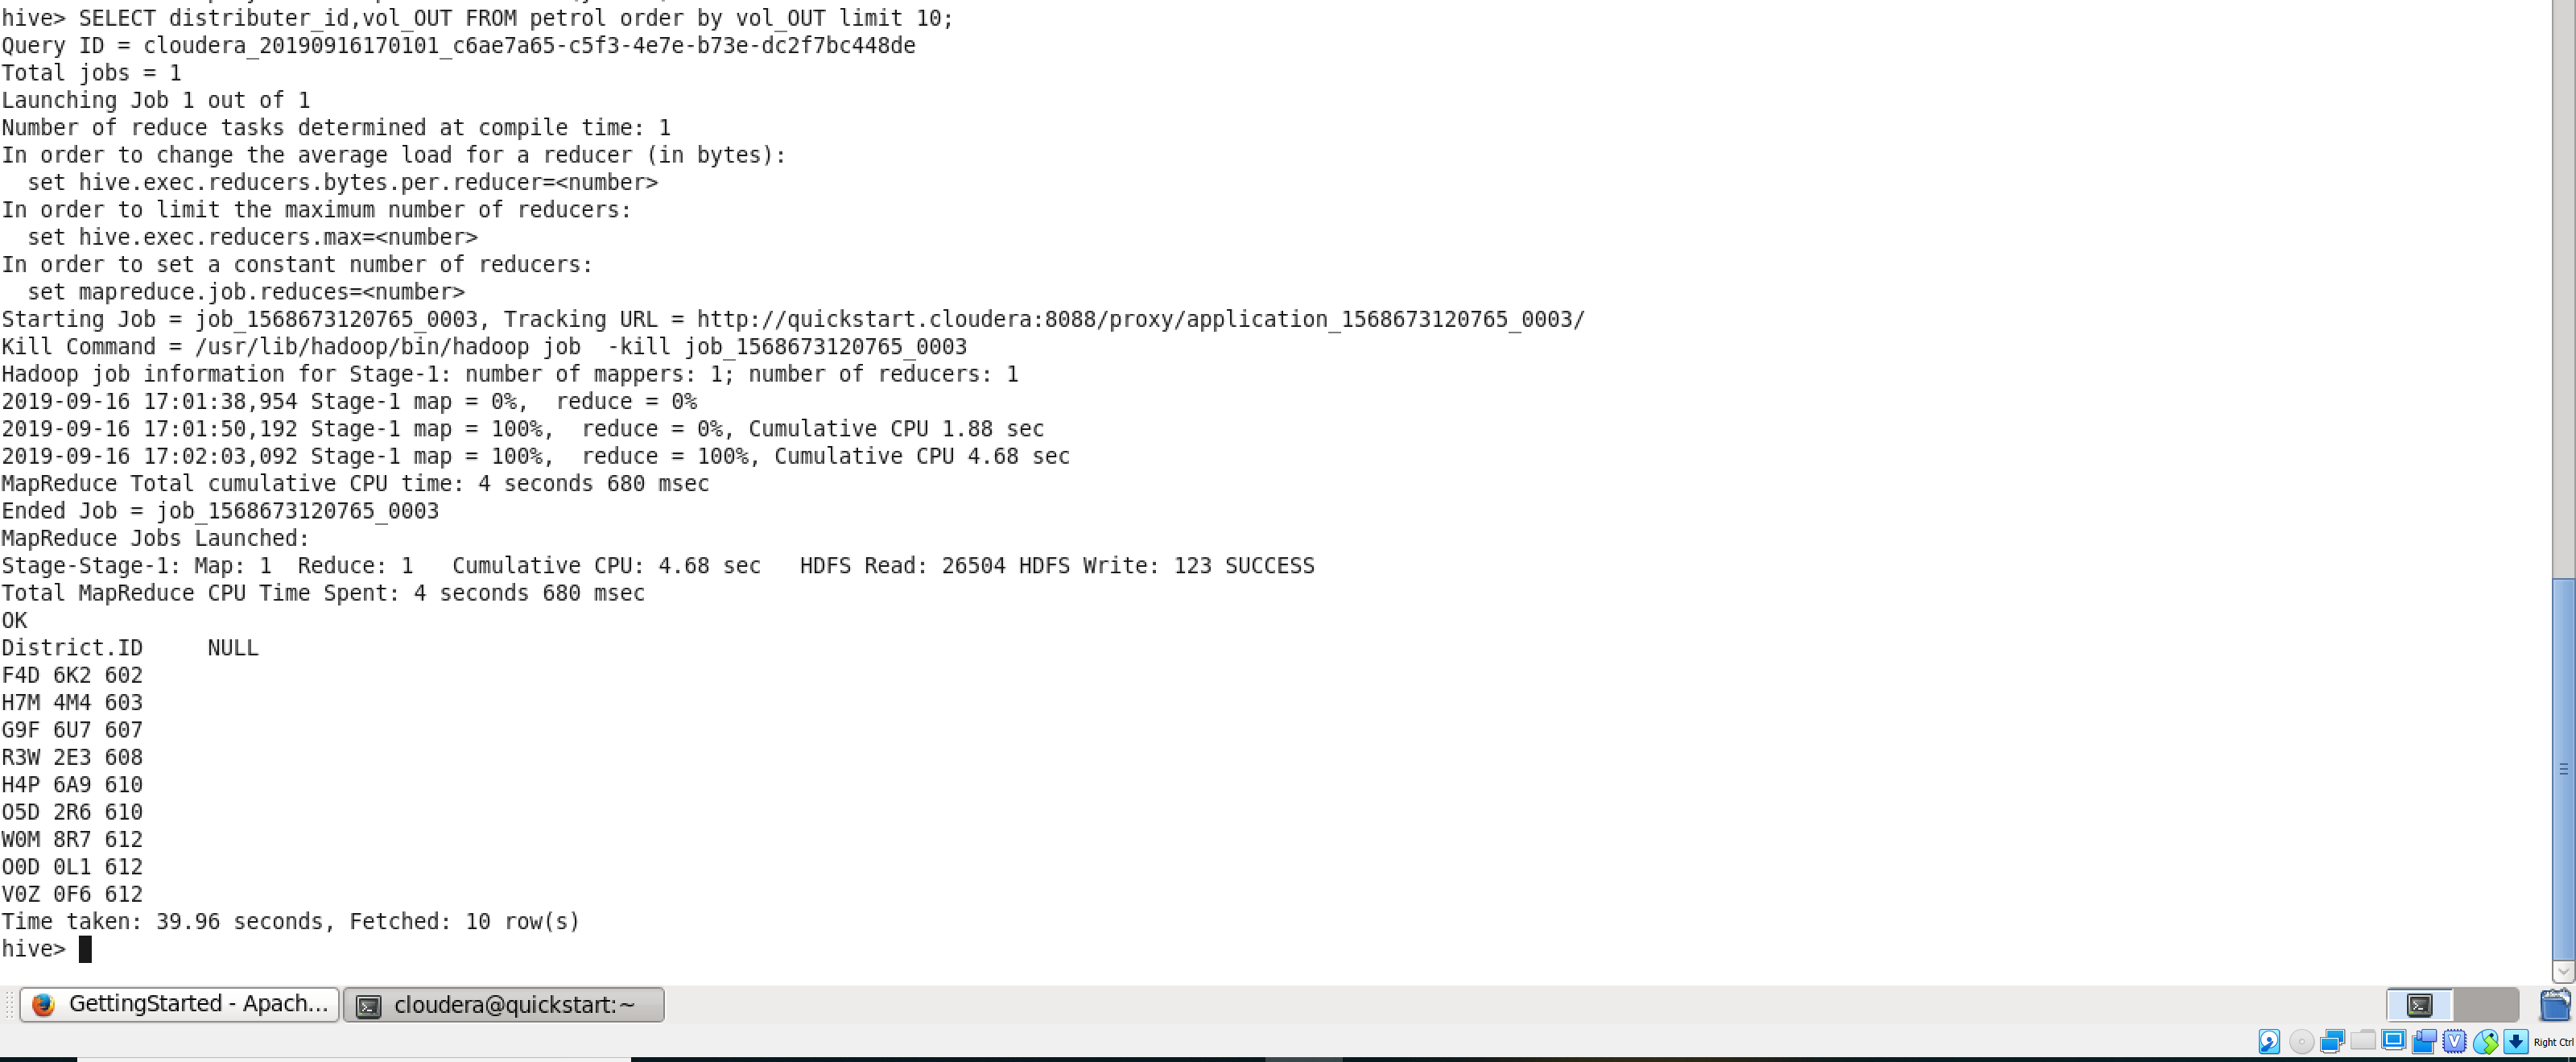 hive> SELECT distributer_id,vol_OUT FROM petrol order by vol_OUT limit 10;
Query ID = cloudera_20190916170101_c6ae7a65-c5f3-4e7e-b73e-dc2f7bc448de
Total jobs = 1
Launching Job 1 out of 1
Number of reduce tasks determined at compile time: 1
In order to change the average load for a reducer (in bytes):
  set hive.exec.reducers.bytes.per.reducer=<number>
In order to limit the maximum number of reducers:
  set hive.exec.reducers.max=<number>
In order to set a constant number of reducers:
  set mapreduce.job.reduces=<number>
Starting Job = job_1568673120765_0003, Tracking URL = http://quickstart.cloudera:8088/proxy/application_1568673120765_0003/
Kill Command = /usr/lib/hadoop/bin/hadoop job  -kill job_1568673120765_0003
Hadoop job information for Stage-1: number of mappers: 1; number of reducers: 1
2019-09-16 17:01:38,954 Stage-1 map = 0%,  reduce = 0%
2019-09-16 17:01:50,192 Stage-1 map = 100%,  reduce = 0%, Cumulative CPU 1.88 sec
2019-09-16 17:02:03,092 Stage-1 map = 100%,  reduce = 100%, Cumulative CPU 4.68 sec
MapReduce Total cumulative CPU time: 4 seconds 680 msec
Ended Job = job_1568673120765_0003
MapReduce Jobs Launched:
Stage-Stage-1: Map: 1  Reduce: 1   Cumulative CPU: 4.68 sec   HDFS Read: 26504 HDFS Write: 123 SUCCESS
Total MapReduce CPU Time Spent: 4 seconds 680 msec
OK
District.ID     NULL
F4D 6K2 602
H7M 4M4 603
G9F 6U7 607
R3W 2E3 608
H4P 6A9 610
O5D 2R6 610
W0M 8R7 612
O0D 0L1 612
V0Z 0F6 612
Time taken: 39.96 seconds, Fetched: 10 row(s)
hive>
GettingStarted - Apach... cloudera@quickstart:~
Right Ctrl